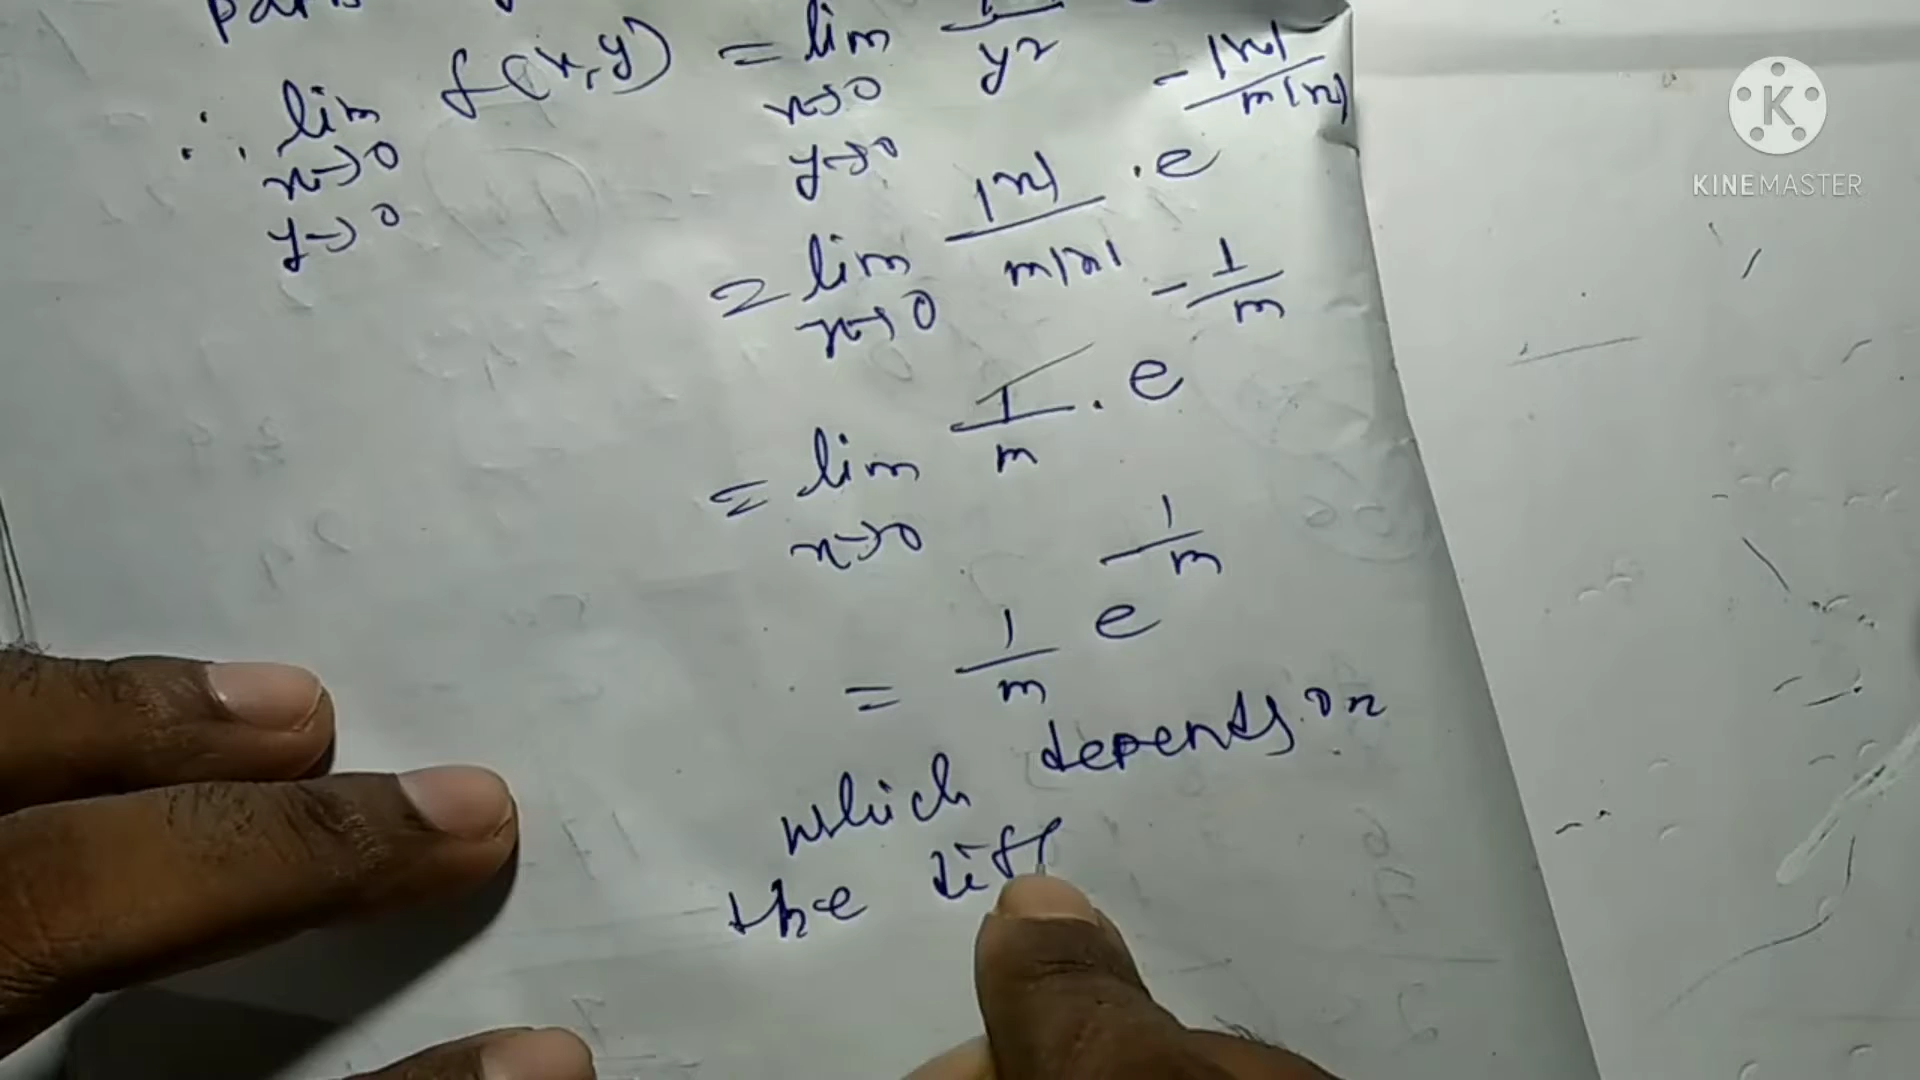 ∴ lim f(x,y) = lim
x→0 x→0 y²
y→0 y→0
= lim |x| / m|x| . e -|x| / m|x|
x→0
= lim 1/m . e - 1/m
x→0
= 1/m e 1/m
which depends on
the diff
KINEMASTER